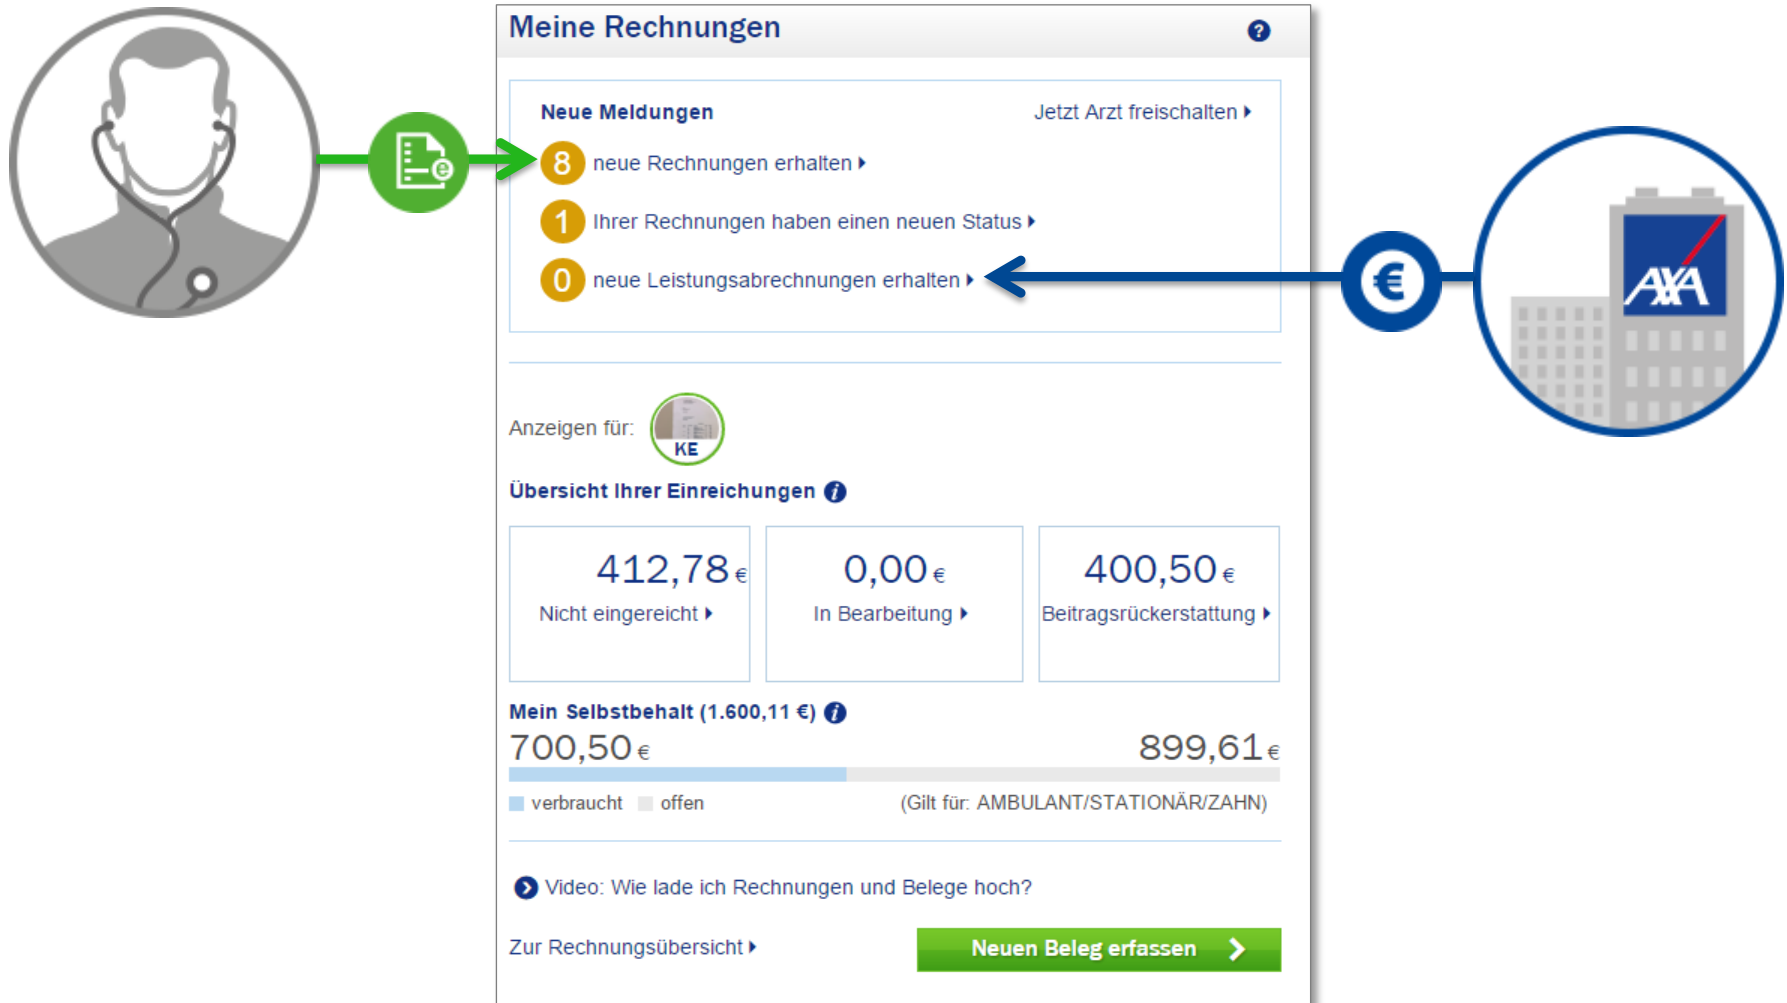 Meine Rechnungen
?
Neue Meldungen
Jetzt Arzt freischalten
8 neue Rechnungen erhalten
1 Ihrer Rechnungen haben einen neuen Status
0 neue Leistungsabrechnungen erhalten
e
€
AXA
Anzeigen für:
KE
Übersicht Ihrer Einreichungen i
412,78 €
Nicht eingereicht
0,00 €
In Bearbeitung
400,50 €
Beitragsrückerstattung
Mein Selbstbehalt (1.600,11 €) i
700,50 €
899,61 €
verbraucht offen
(Gilt für: AMBULANT/STATIONÄR/ZAHN)
Video: Wie lade ich Rechnungen und Belege hoch?
Zur Rechnungsübersicht
Neuen Beleg erfassen